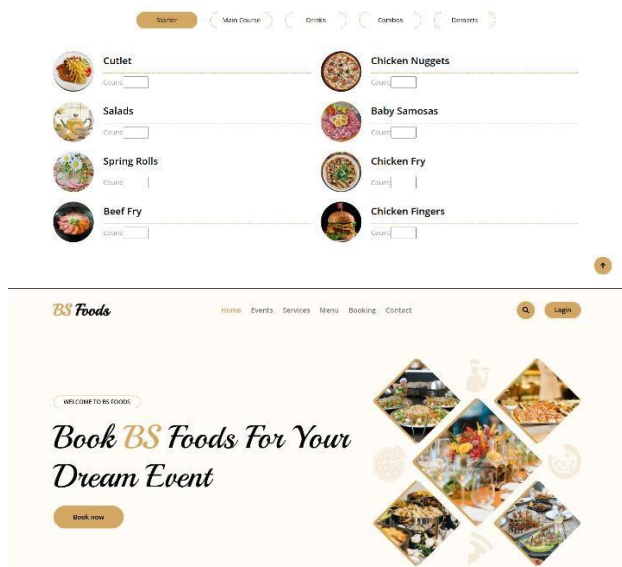 Starter Main Course Drinks Combos Desserts
Cutlet
Count:
Chicken Nuggets
Count:
Salads
Count:
Baby Samosas
Count:
Spring Rolls
Count:
Chicken Fry
Count:
Beef Fry
Count:
Chicken Fingers
Count:
BS Foods
Home Events Services Menu Booking Contact
Login
WELCOME TO BS FOODS
Book BS Foods For Your
Dream Event
Book now